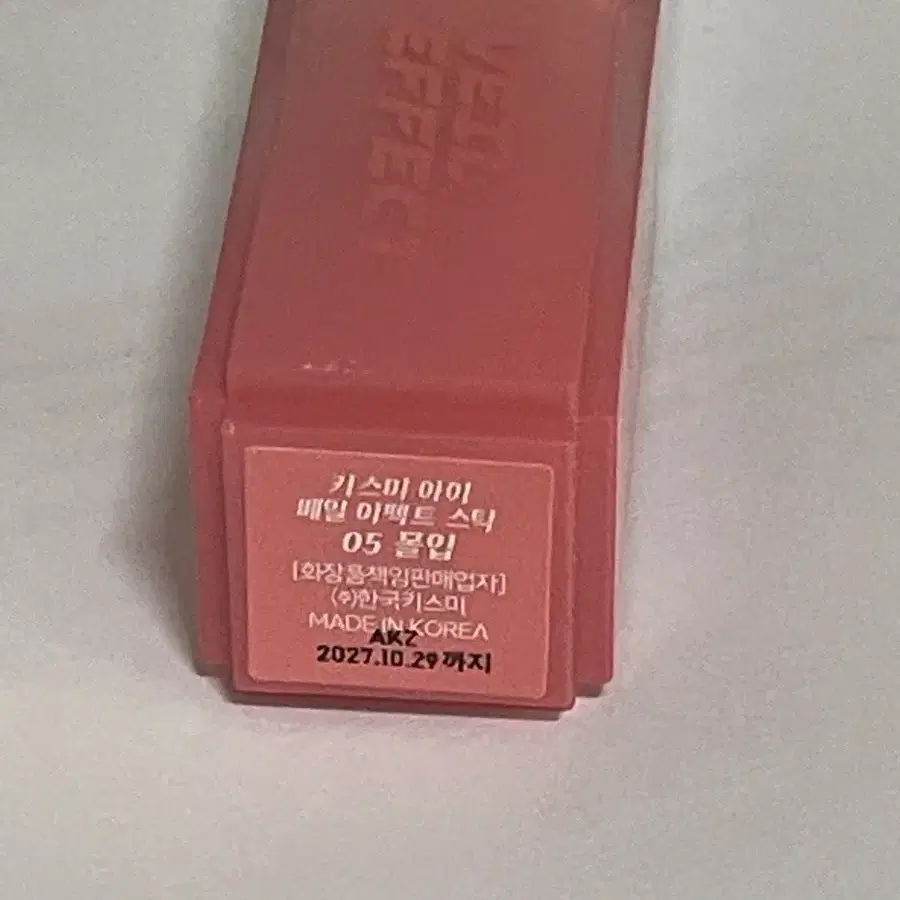 VEIL
EFFECT
키스미 아이
베일 이펙트 스틱
05 몰입
[화장품책임판매업자]
(주)한국키스미
MADE IN KOREA
AKZ
2027.10.29 까지